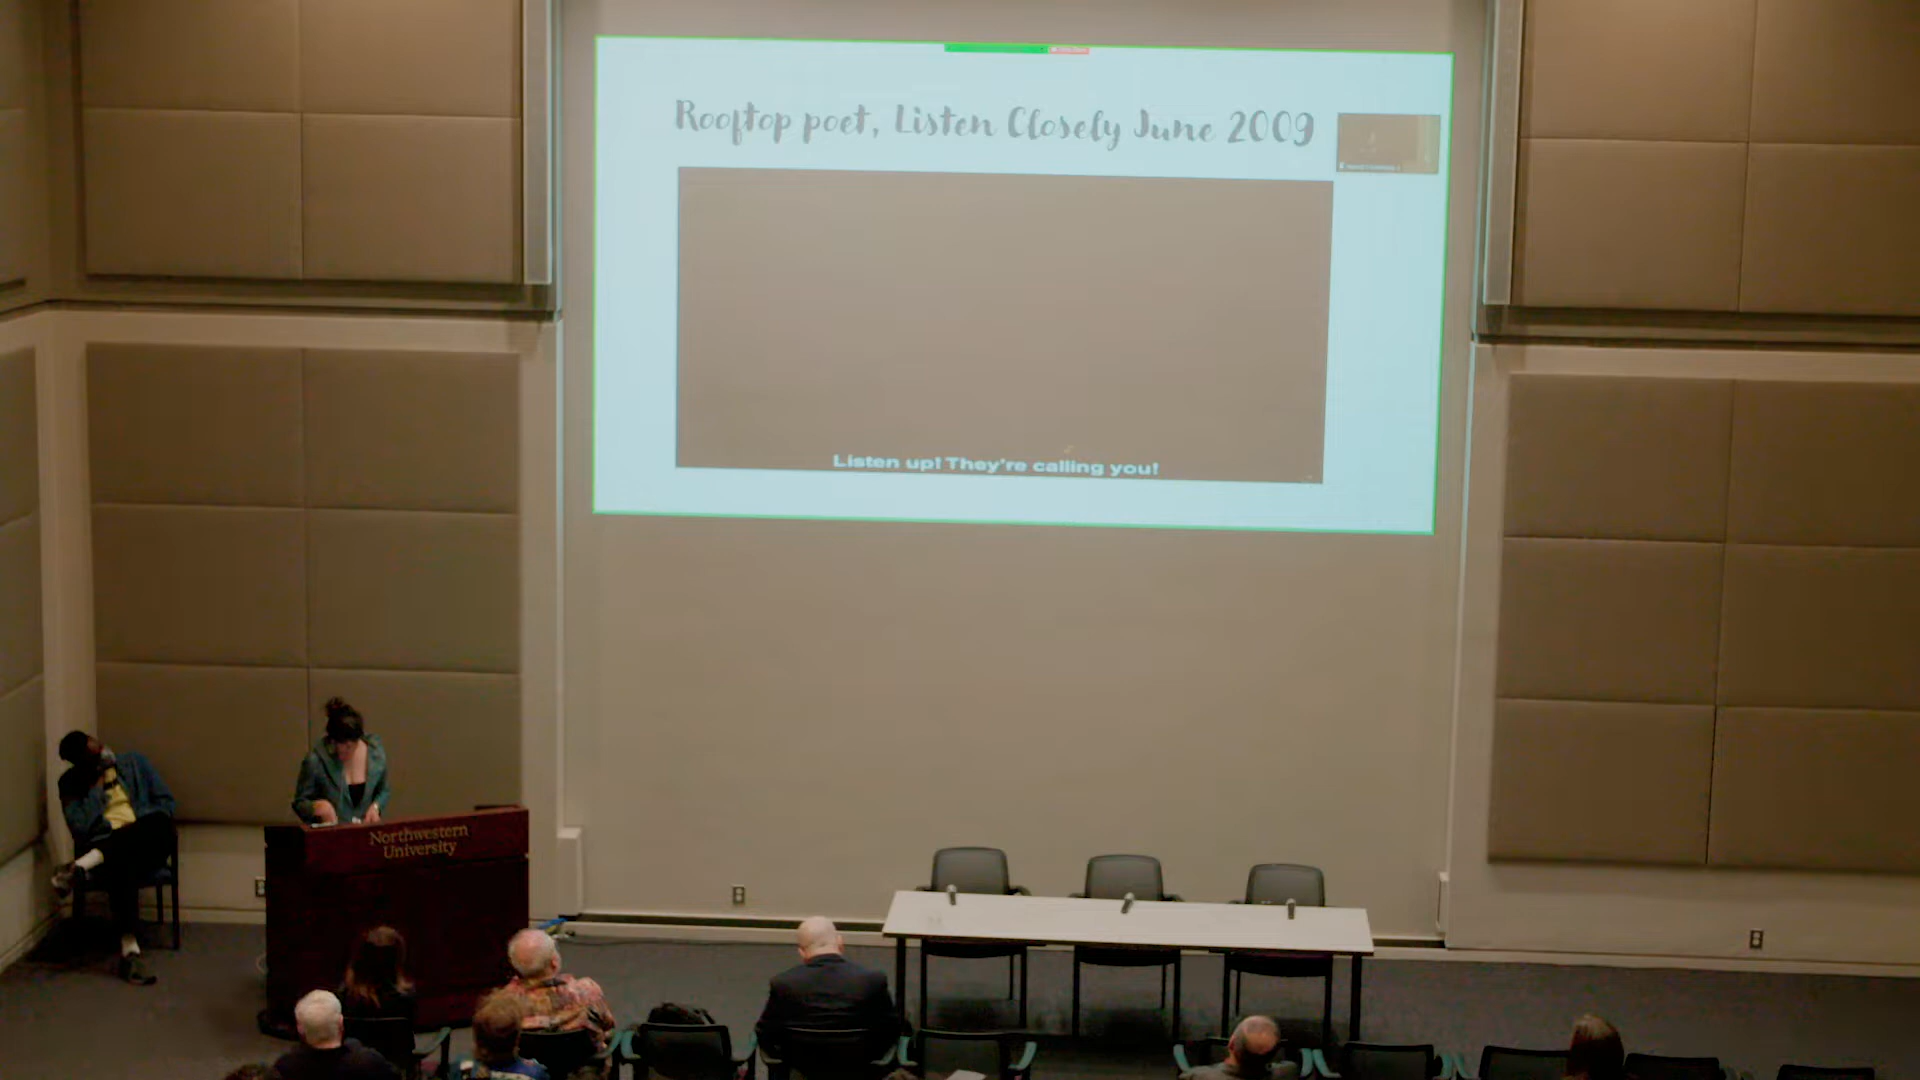 Rooftop poet, Listen Closely June 2009
Listen up! They're calling you!
Northwestern
University